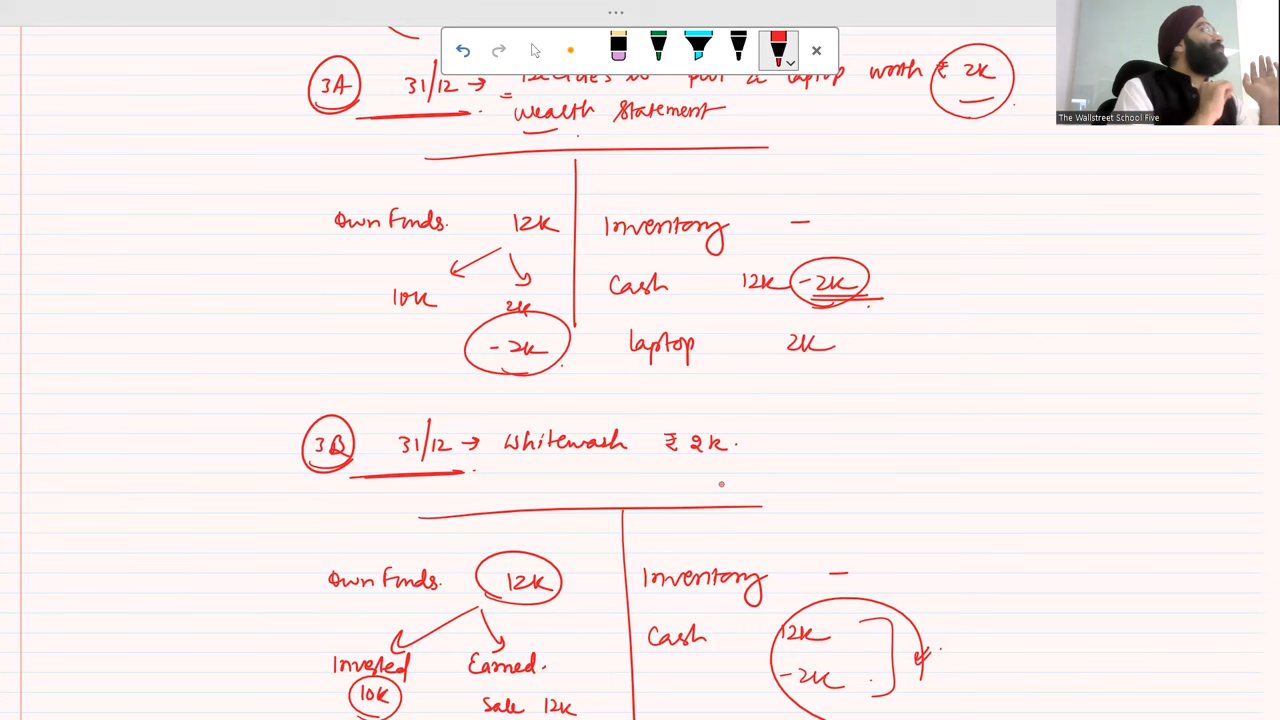 3A 31/12 → put a laptop worth ₹ 2K
= wealth statement
The Wallstreet School Five
Own Funds. 12K Inventory —
Cash 12K -2K
10K 2K
-2K laptop 2K
3B 31/12 → Whitewash ₹ 2K.
Own Funds. 12K Inventory —
Cash 12K
Invested Earned. -2K
10K Sale 12K